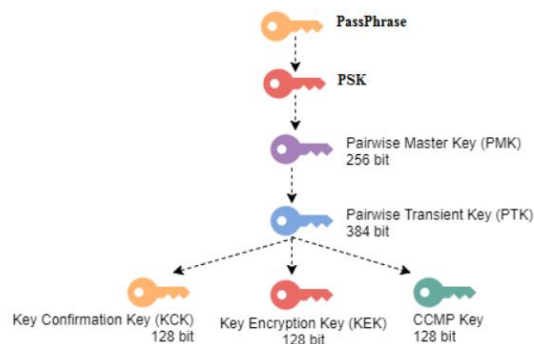 PassPhrase
PSK
Pairwise Master Key (PMK)
256 bit
Pairwise Transient Key (PTK)
384 bit
Key Confirmation Key (KCK)
128 bit
Key Encryption Key (KEK)
128 bit
CCMP Key
128 bit